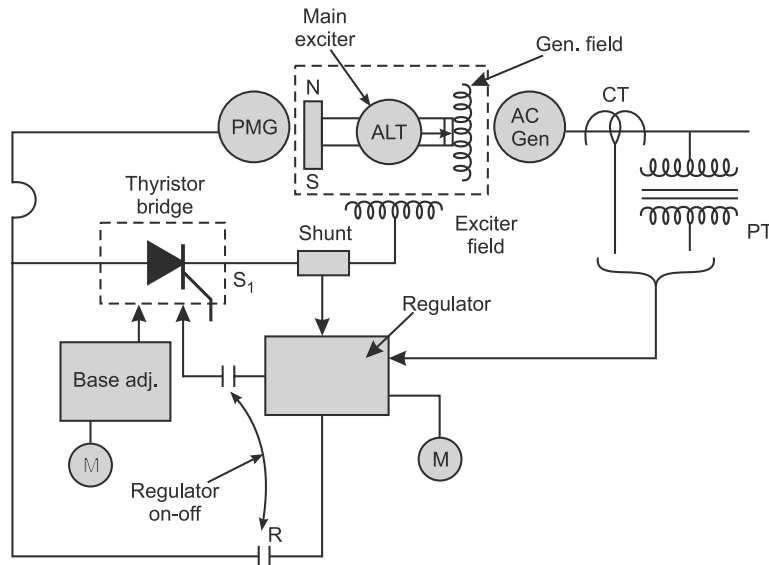 Main
exciter
Gen. field
N
CT
PMG
ALT
AC
Gen
S
Thyristor
bridge
Exciter
field
PT
Shunt
S1
Regulator
Base adj.
M
M
Regulator
on-off
R